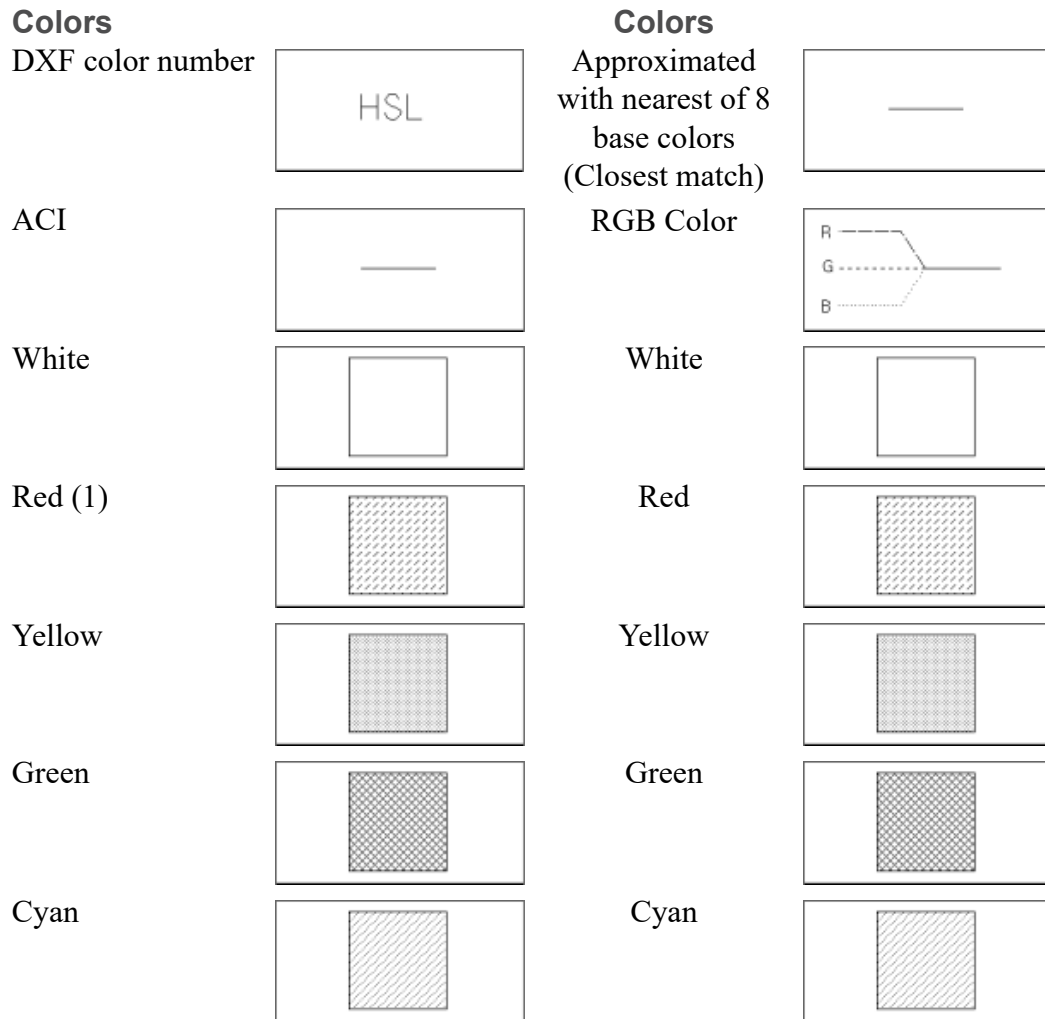 Colors Colors
DXF color number HSL Approximated
with nearest of 8
base colors
(Closest match)
ACI RGB Color R
G
B
White White
Red (1) Red
Yellow Yellow
Green Green
Cyan Cyan